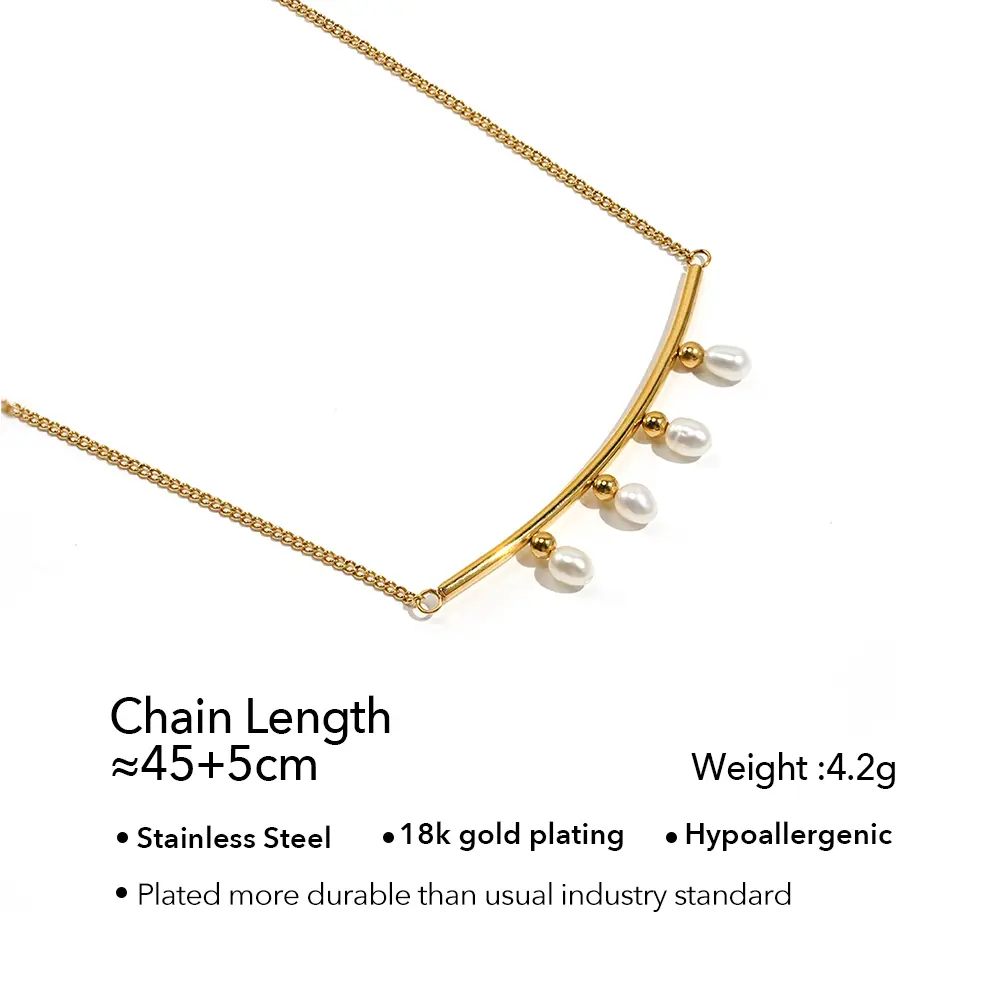 Chain Length
≈45+5cm
Weight :4.2g
• Stainless Steel • 18k gold plating • Hypoallergenic
• Plated more durable than usual industry standard